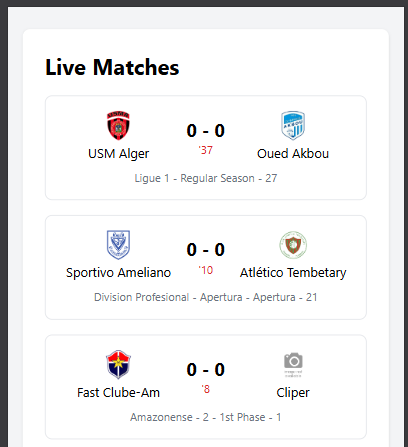 Live Matches
0 - 0
USM Alger '37 Oued Akbou
Ligue 1 - Regular Season - 27
0 - 0
'10
Sportivo Ameliano Atlético Tembetary
Division Profesional - Apertura - Apertura - 21
0 - 0
'8
Fast Clube-Am Cliper
Amazonense - 2 - 1st Phase - 1